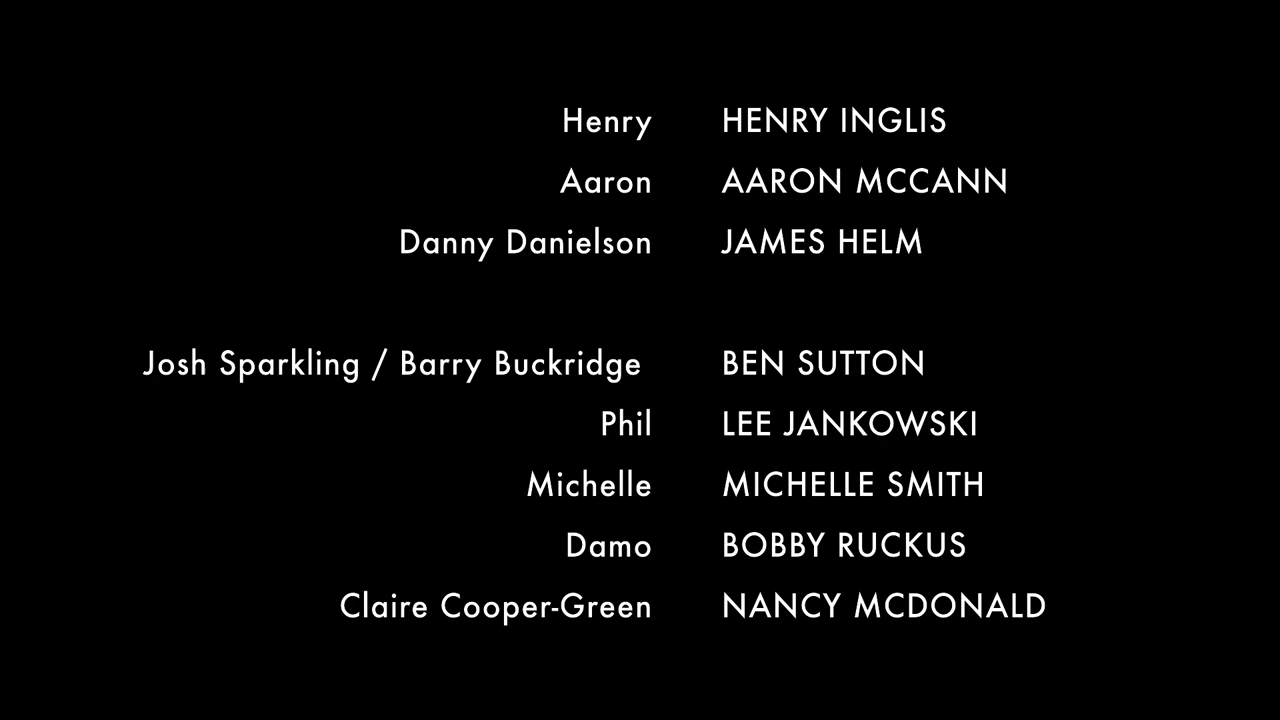 Henry HENRY INGLIS
Aaron AARON MCCANN
Danny Danielson JAMES HELM
Josh Sparkling / Barry Buckridge BEN SUTTON
Phil LEE JANKOWSKI
Michelle MICHELLE SMITH
Damo BOBBY RUCKUS
Claire Cooper-Green NANCY MCDONALD